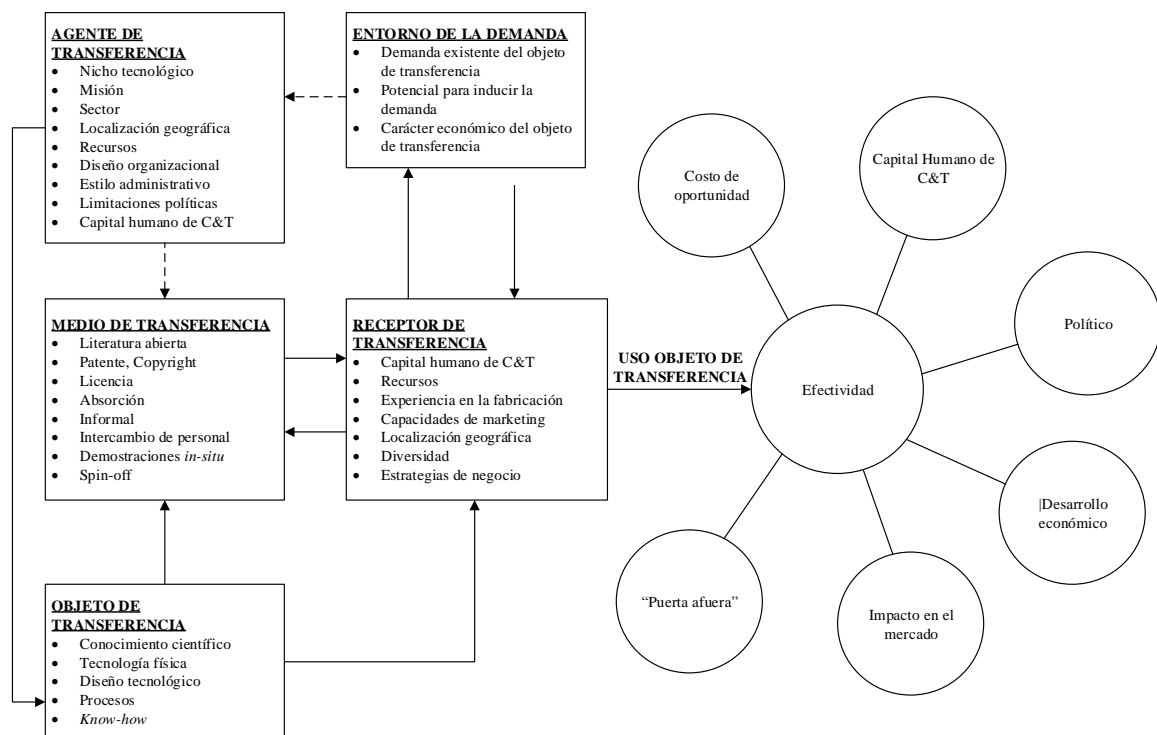 AGENTE DE
TRANSFERENCIA
• Nicho tecnológico
• Misión
• Sector
• Localización geográfica
• Recursos
• Diseño organizacional
• Estilo administrativo
• Limitaciones políticas
• Capital humano de C&T
ENTORNO DE LA DEMANDA
• Demanda existente del objeto
de transferencia
• Potencial para inducir la
demanda
• Carácter económico del objeto
de transferencia
MEDIO DE TRANSFERENCIA
• Literatura abierta
• Patente, Copyright
• Licencia
• Absorción
• Informal
• Intercambio de personal
• Demostraciones in-situ
• Spin-off
RECEPTOR DE
TRANSFERENCIA
• Capital humano de C&T
• Recursos
• Experiencia en la fabricación
• Capacidades de marketing
• Localización geográfica
• Diversidad
• Estrategias de negocio
OBJETO DE
TRANSFERENCIA
• Conocimiento científico
• Tecnología física
• Diseño tecnológico
• Procesos
• Know-how
USO OBJETO DE
TRANSFERENCIA
Efectividad
Costo de
oportunidad
Capital Humano de
C&T
Político
|Desarrollo
económico
Impacto en el
mercado
“Puerta afuera”